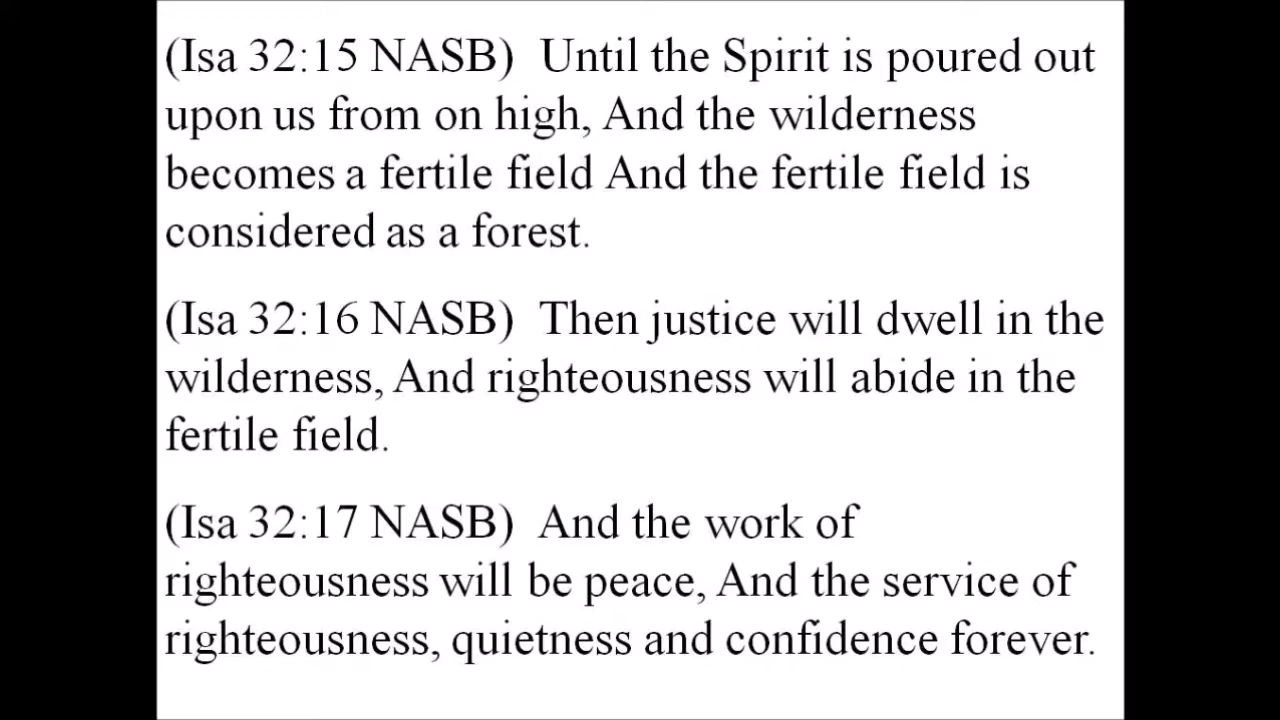 (Isa 32:15 NASB)  Until the Spirit is poured out
upon us from on high, And the wilderness
becomes a fertile field And the fertile field is
considered as a forest.
(Isa 32:16 NASB)  Then justice will dwell in the
wilderness, And righteousness will abide in the
fertile field.
(Isa 32:17 NASB)  And the work of
righteousness will be peace, And the service of
righteousness, quietness and confidence forever.